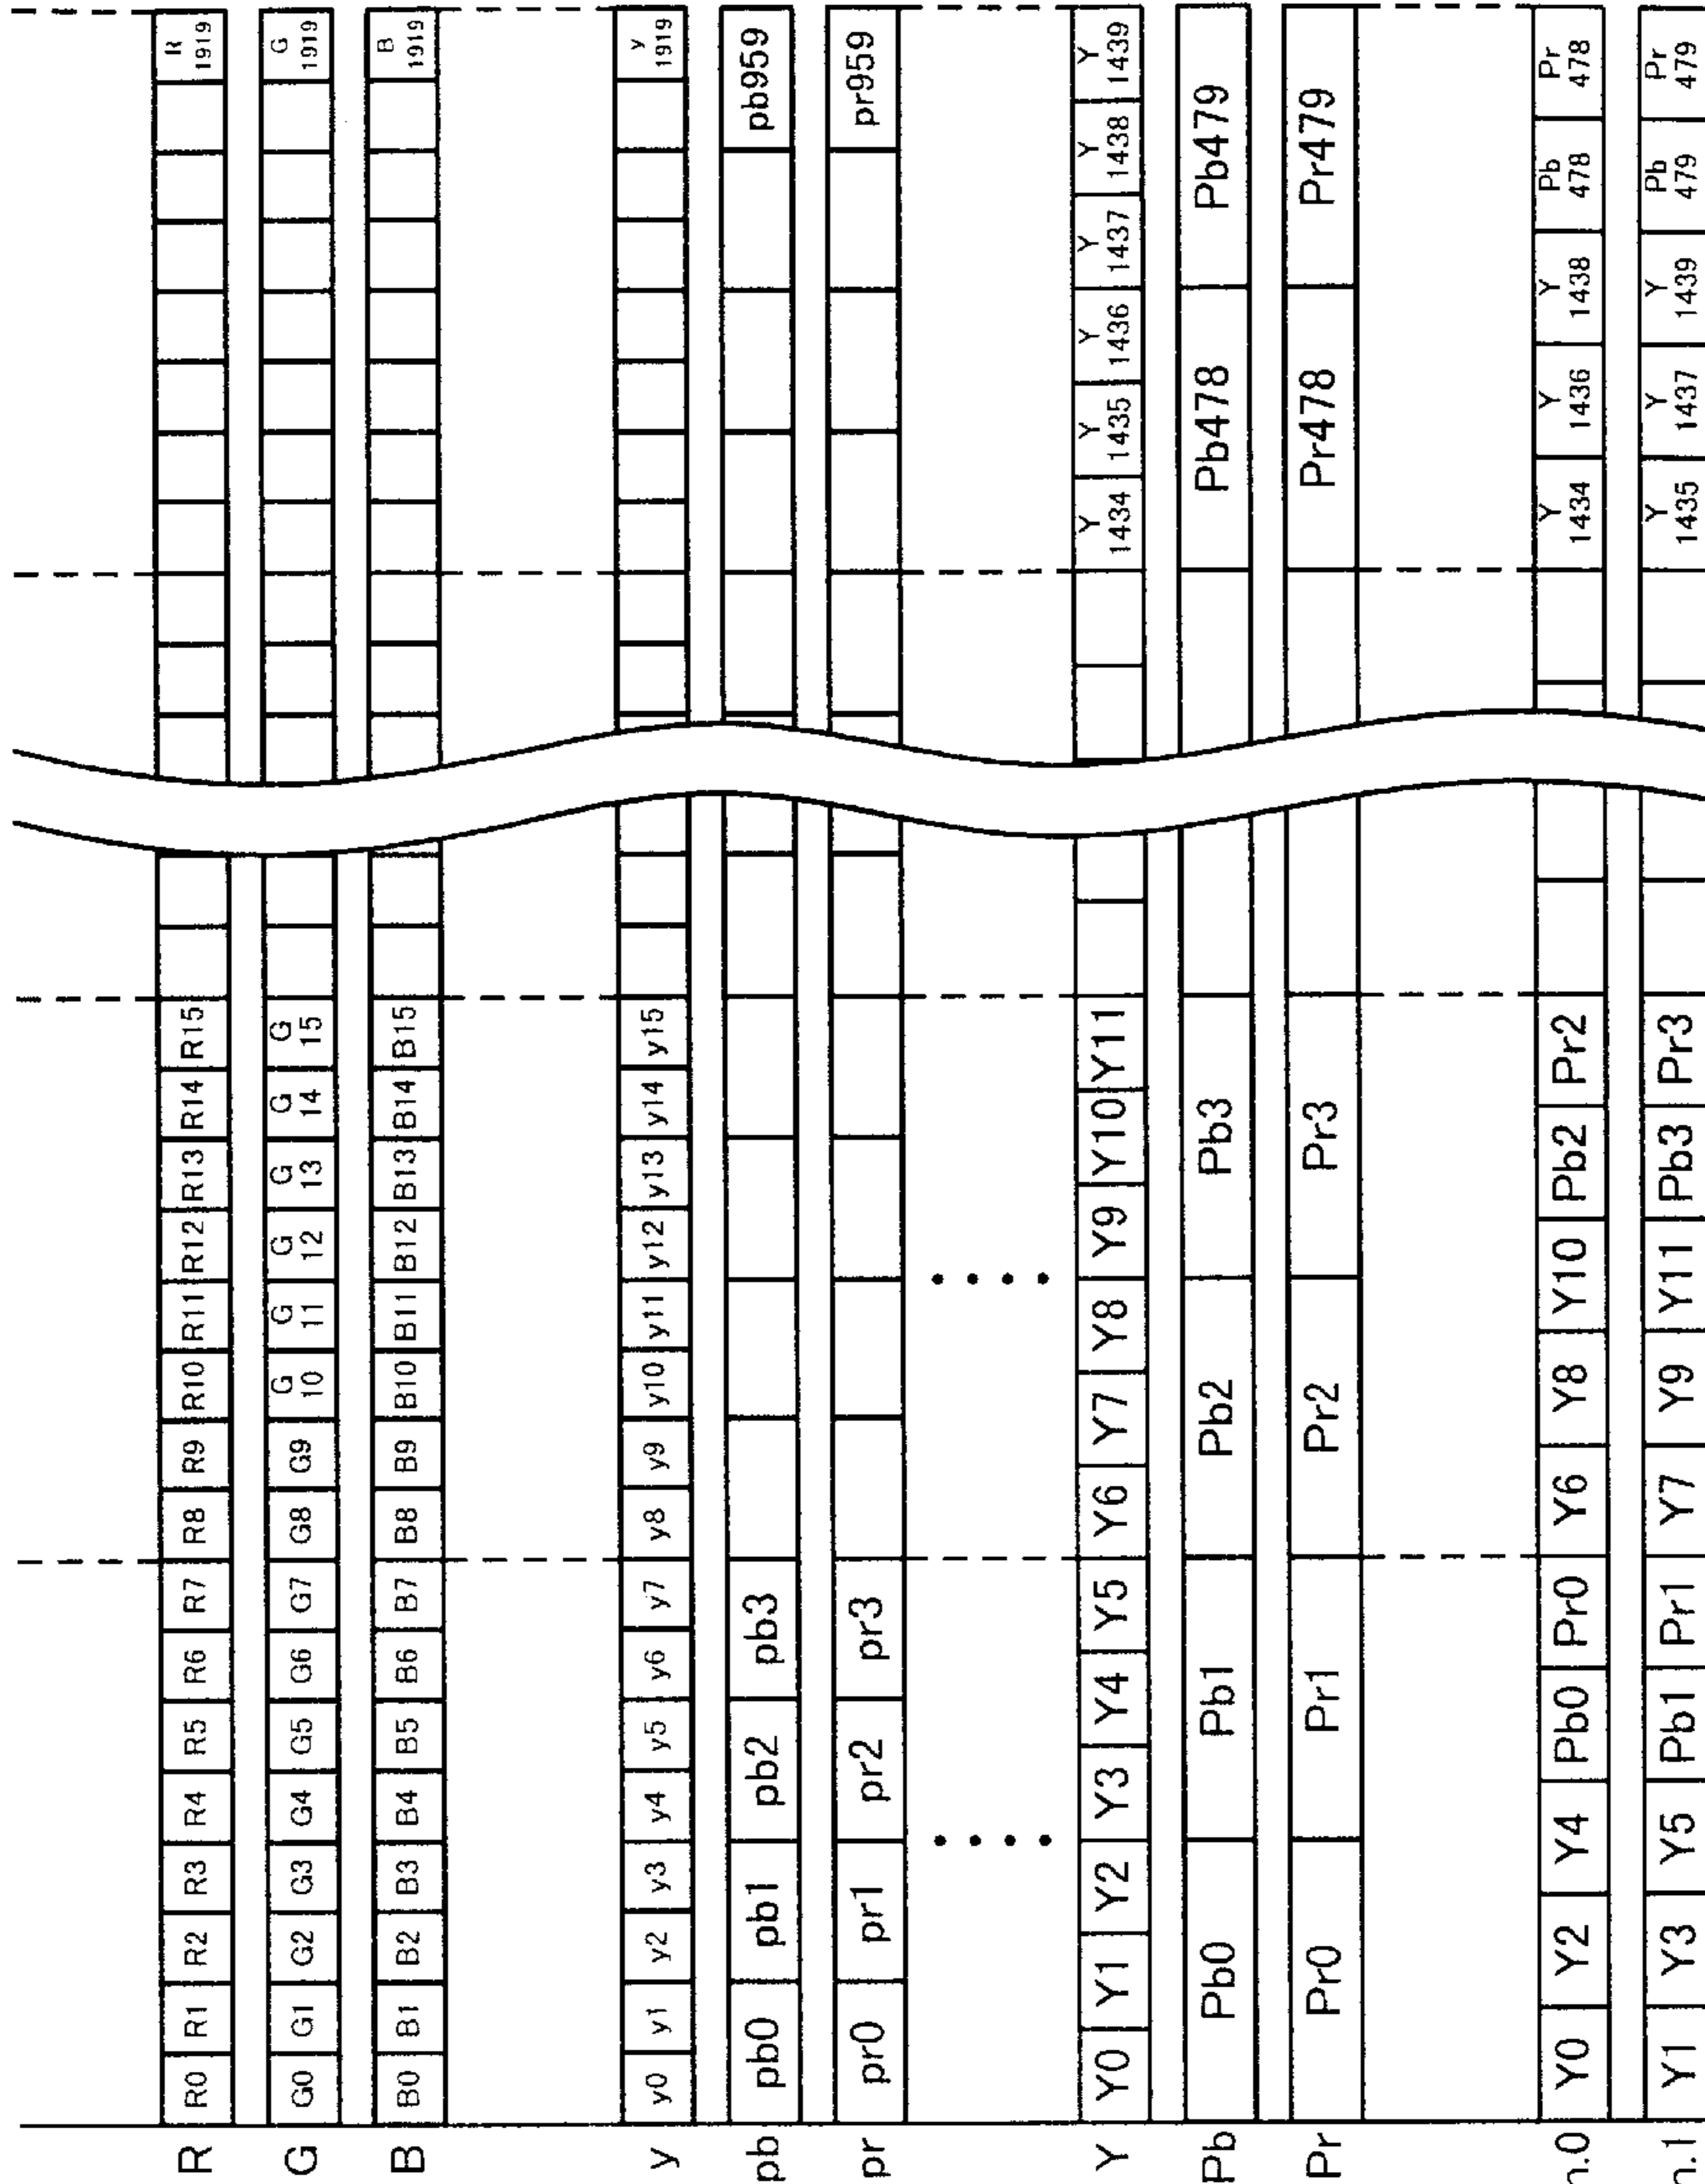 R R0 R1 R2 R3 R4 R5 R6 R7 R8 R9 R10 R11 R12 R13 R14 R15 R 1919
G G0 G1 G2 G3 G4 G5 G6 G7 G8 G9 G 10 G 11 G 12 G 13 G 14 G 15 G 1919
B B0 B1 B2 B3 B4 B5 B6 B7 B8 B9 B10 B11 B12 B13 B14 B15 B 1919
y y0 y1 y2 y3 y4 y5 y6 y7 y8 y9 y10 y11 y12 y13 y14 y15 y 1919
pb pb0 pb1 pb2 pb3 pb959
pr pr0 pr1 pr2 pr3 pr959
Y Y0 Y1 Y2 Y3 Y4 Y5 Y6 Y7 Y8 Y9 Y10 Y11 Y 1434 Y 1435 Y 1436 Y 1437 Y 1438 Y 1439
Pb Pb0 Pb1 Pb2 Pb3 Pb478 Pb479
Pr Pr0 Pr1 Pr2 Pr3 Pr478 Pr479
.0 Y0 Y2 Y4 Pb0 Pr0 Y6 Y8 Y10 Pb2 Pr2 Y 1434 Y 1436 Y 1438 Pb 478 Pr 478
.1 Y1 Y3 Y5 Pb1 Pr1 Y7 Y9 Y11 Pb3 Pr3 Y 1435 Y 1437 Y 1439 Pb 479 Pr 479